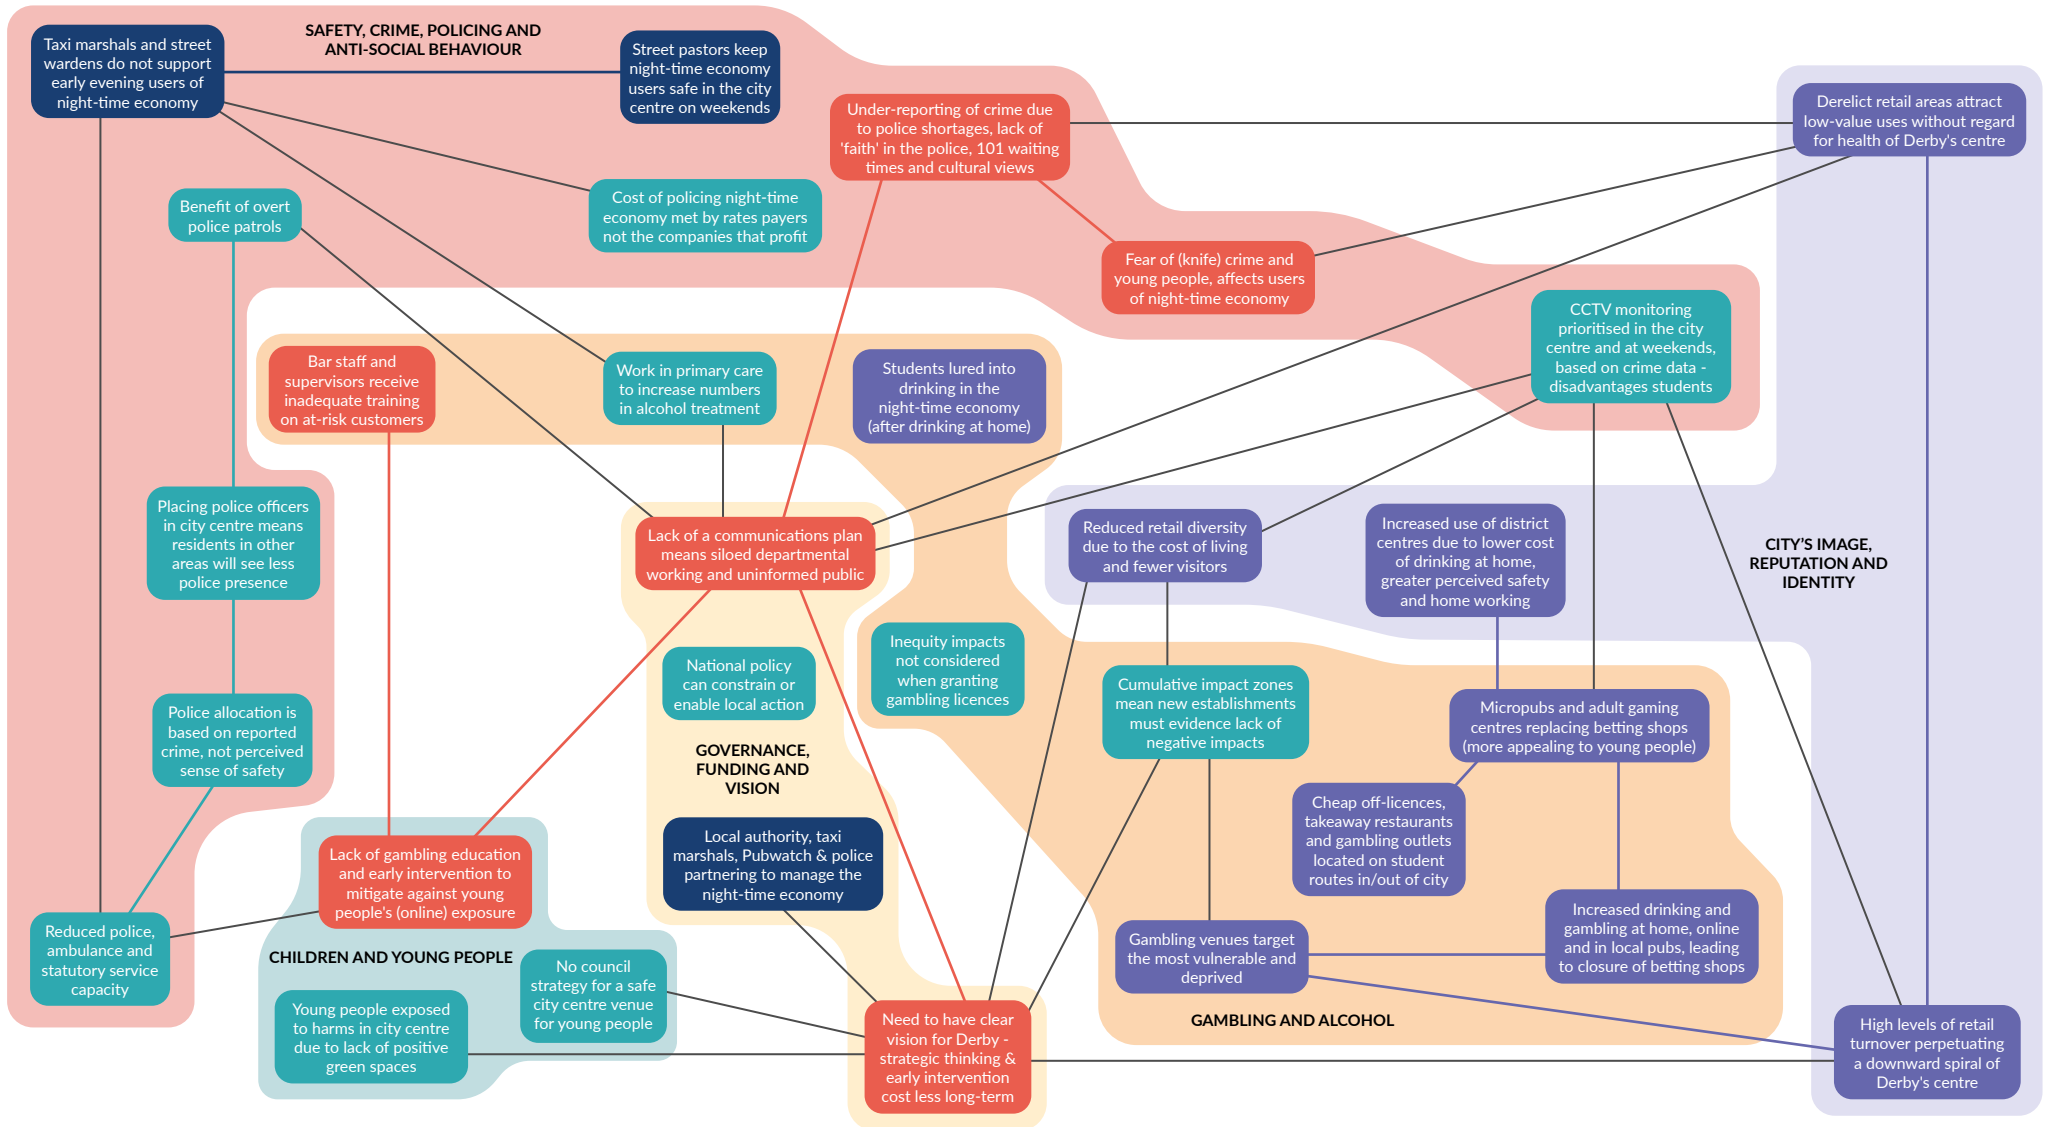 SAFETY, CRIME, POLICING AND
ANTI-SOCIAL BEHAVIOUR
Taxi marshals and street
wardens do not support
early evening users of
night-time economy
Street pastors keep
night-time economy
users safe in the city
centre on weekends
Under-reporting of crime due
to police shortages, lack of
'faith' in the police, 101 waiting
times and cultural views
Derelict retail areas attract
low-value uses without regard
for health of Derby's centre
Benefit of overt
police patrols
Cost of policing night-time
economy met by rates payers
not the companies that profit
Fear of (knife) crime and
young people, affects users
of night-time economy
CCTV monitoring
prioritised in the city
centre and at weekends,
based on crime data -
disadvantages students
Bar staff and
supervisors receive
inadequate training
on at-risk customers
Work in primary care
to increase numbers
in alcohol treatment
Students lured into
drinking in the
night-time economy
(after drinking at home)
Placing police officers
in city centre means
residents in other
areas will see less
police presence
Lack of a communications plan
means siloed departmental
working and uninformed public
Reduced retail diversity
due to the cost of living
and fewer visitors
Increased use of district
centres due to lower cost
of drinking at home,
greater perceived safety
and home working
CITY'S IMAGE,
REPUTATION AND
IDENTITY
National policy
can constrain or
enable local action
Inequity impacts
not considered
when granting
gambling licences
Cumulative impact zones
mean new establishments
must evidence lack of
negative impacts
Micropubs and adult gaming
centres replacing betting shops
(more appealing to young people)
Police allocation is
based on reported
crime, not perceived
sense of safety
GOVERNANCE,
FUNDING AND
VISION
Cheap off-licences,
takeaway restaurants
and gambling outlets
located on student
routes in/out of city
Lack of gambling education
and early intervention to
mitigate against young
people's (online) exposure
Local authority, taxi
marshals, Pubwatch & police
partnering to manage the
night-time economy
Increased drinking and
gambling at home, online
and in local pubs, leading
to closure of betting shops
Reduced police,
ambulance and
statutory service
capacity
Gambling venues target
the most vulnerable and
deprived
CHILDREN AND YOUNG PEOPLE
No council
strategy for a safe
city centre venue
for young people
Young people exposed
to harms in city centre
due to lack of positive
green spaces
Need to have clear
vision for Derby -
strategic thinking &
early intervention
cost less long-term
GAMBLING AND ALCOHOL
High levels of retail
turnover perpetuating
a downward spiral of
Derby's centre